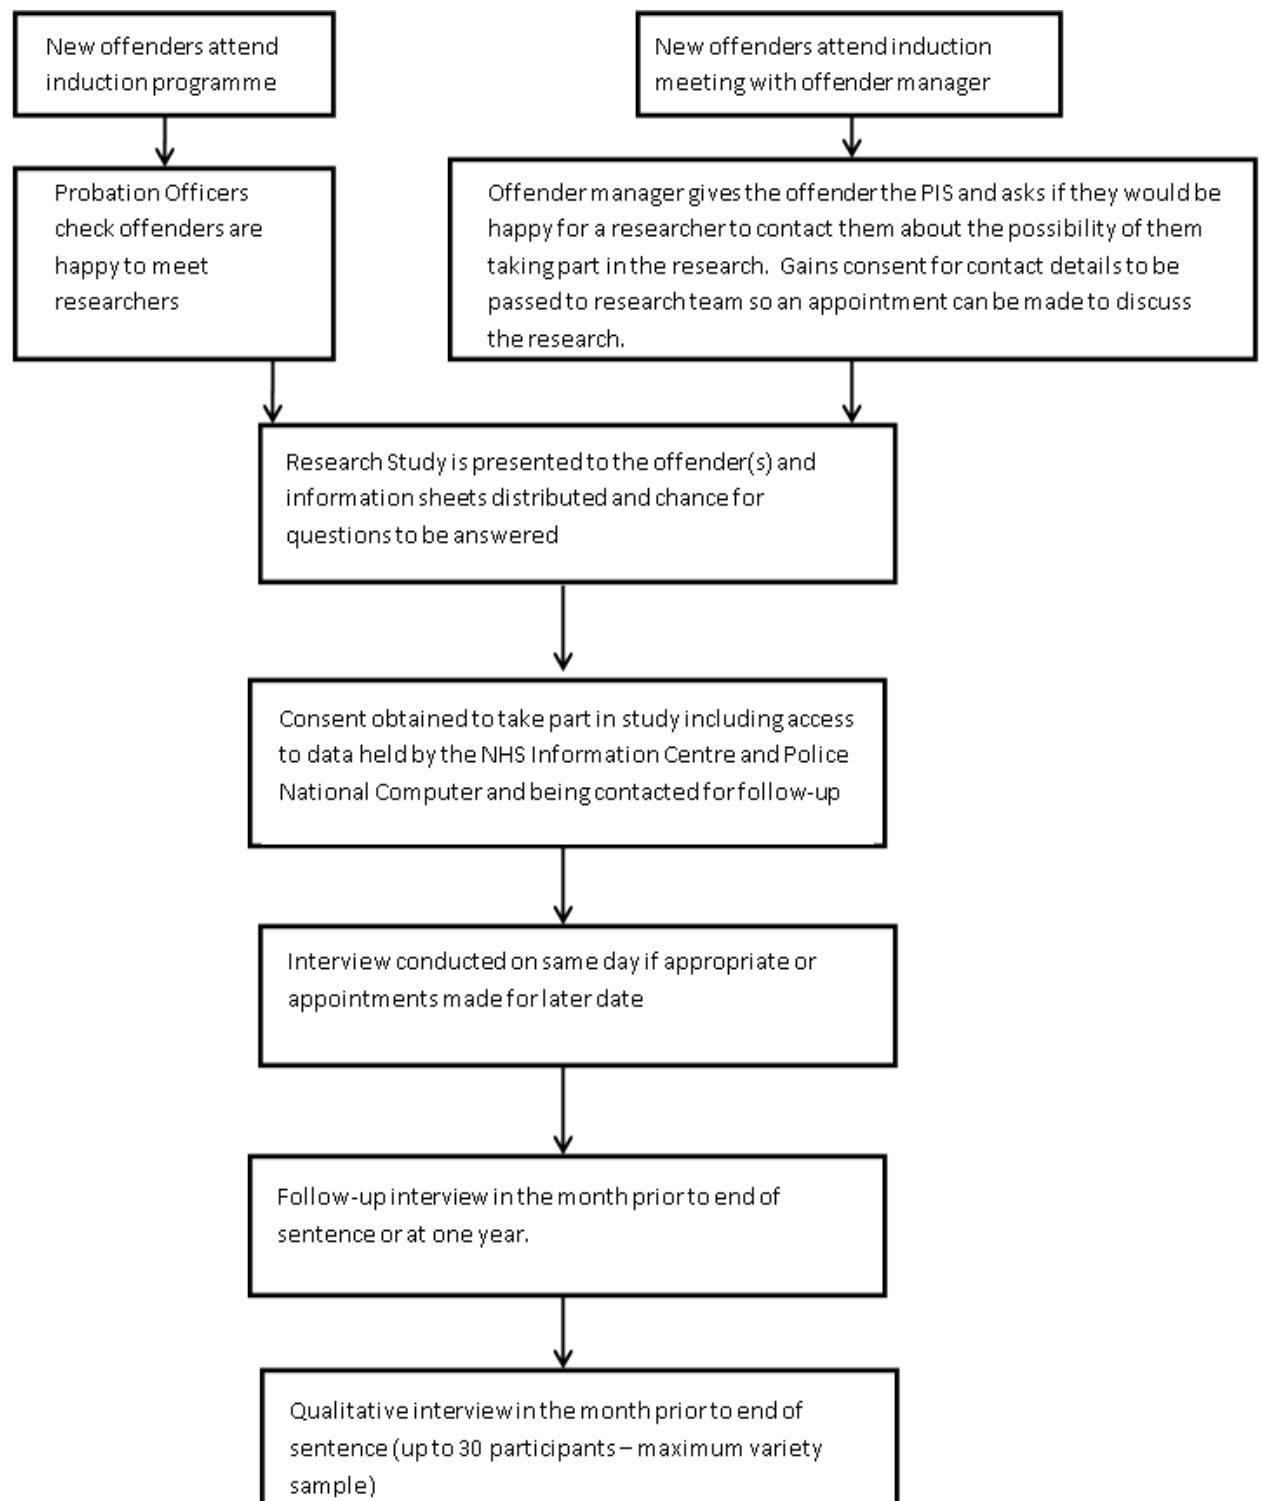 New offenders attend
induction programme
New offenders attend induction
meeting with offender manager
Probation Officers
check offenders are
happy to meet
researchers
Offender manager gives the offender the PIS and asks if they would be
happy for a researcher to contact them about the possibility of them
taking part in the research.  Gains consent for contact details to be
passed to research team so an appointment can be made to discuss
the research.
Research Study is presented to the offender(s) and
information sheets distributed and chance for
questions to be answered
Consent obtained to take part in study including access
to data held by the NHS Information Centre and Police
National Computer and being contacted for follow-up
Interview conducted on same day if appropriate or
appointments made for later date
Follow-up interview in the month prior to end of
sentence or at one year.
Qualitative interview in the month prior to end of
sentence (up to 30 participants – maximum variety
sample)